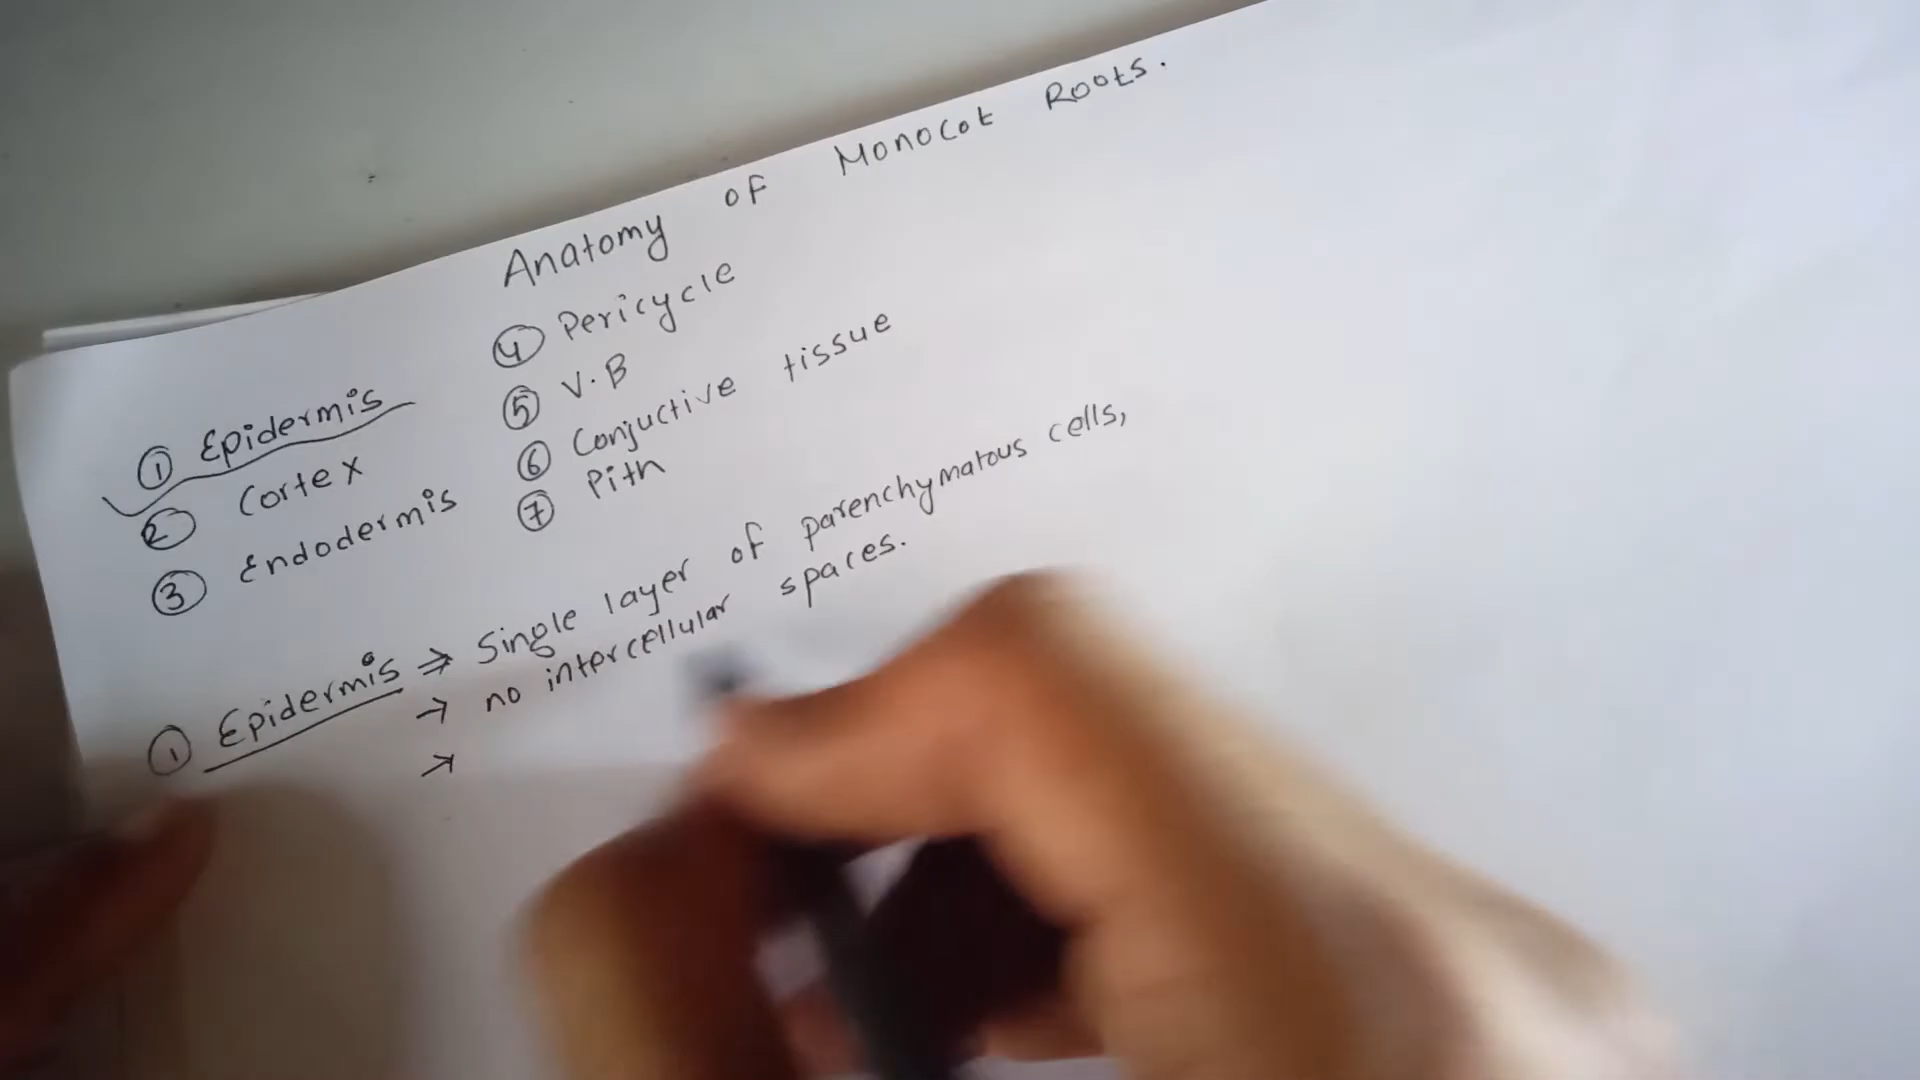 Anatomy of Monocot Roots.
① Epidermis
② Cortex
③ Endodermis
④ Pericycle
⑤ V.B
⑥ Conjuctive tissue
⑦ Pith
① Epidermis ⇒ Single layer of parenchymatous cells,
→ no intercellular spaces.
→